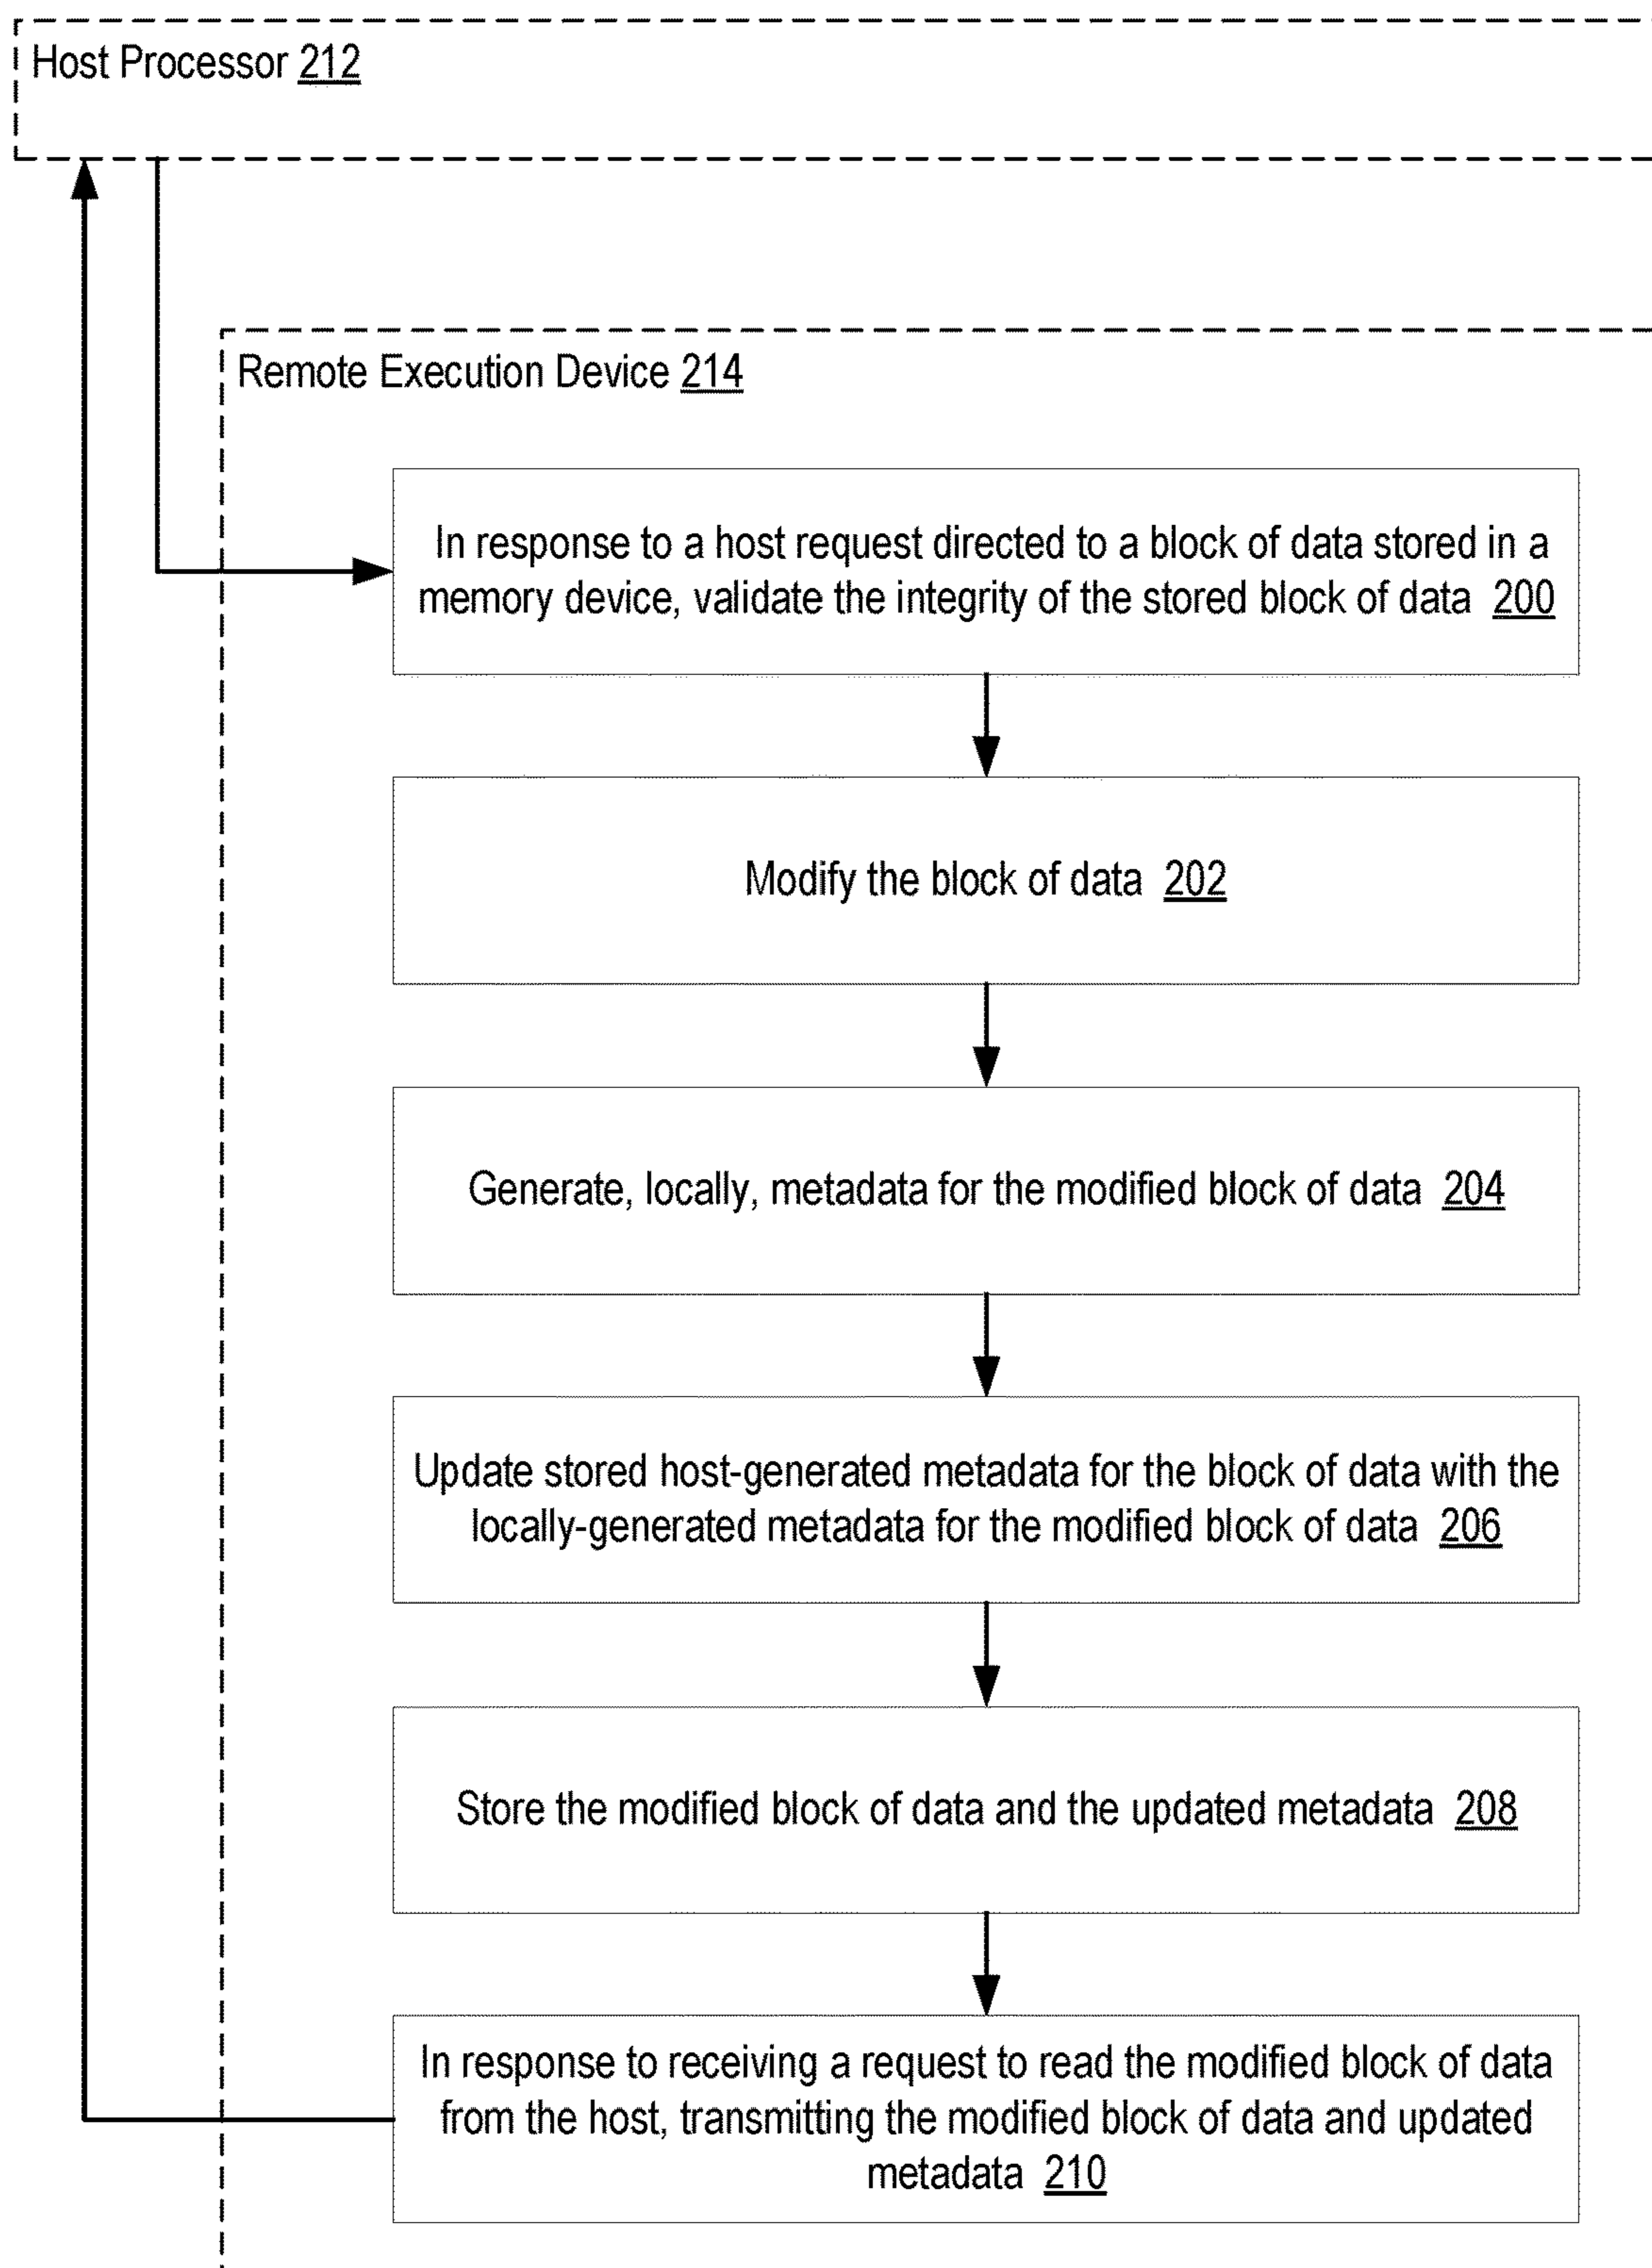 Host Processor 212
Remote Execution Device 214
In response to a host request directed to a block of data stored in a
memory device, validate the integrity of the stored block of data 200
Modify the block of data 202
Generate, locally, metadata for the modified block of data 204
Update stored host-generated metadata for the block of data with the
locally-generated metadata for the modified block of data 206
Store the modified block of data and the updated metadata 208
In response to receiving a request to read the modified block of data
from the host, transmitting the modified block of data and updated
metadata 210